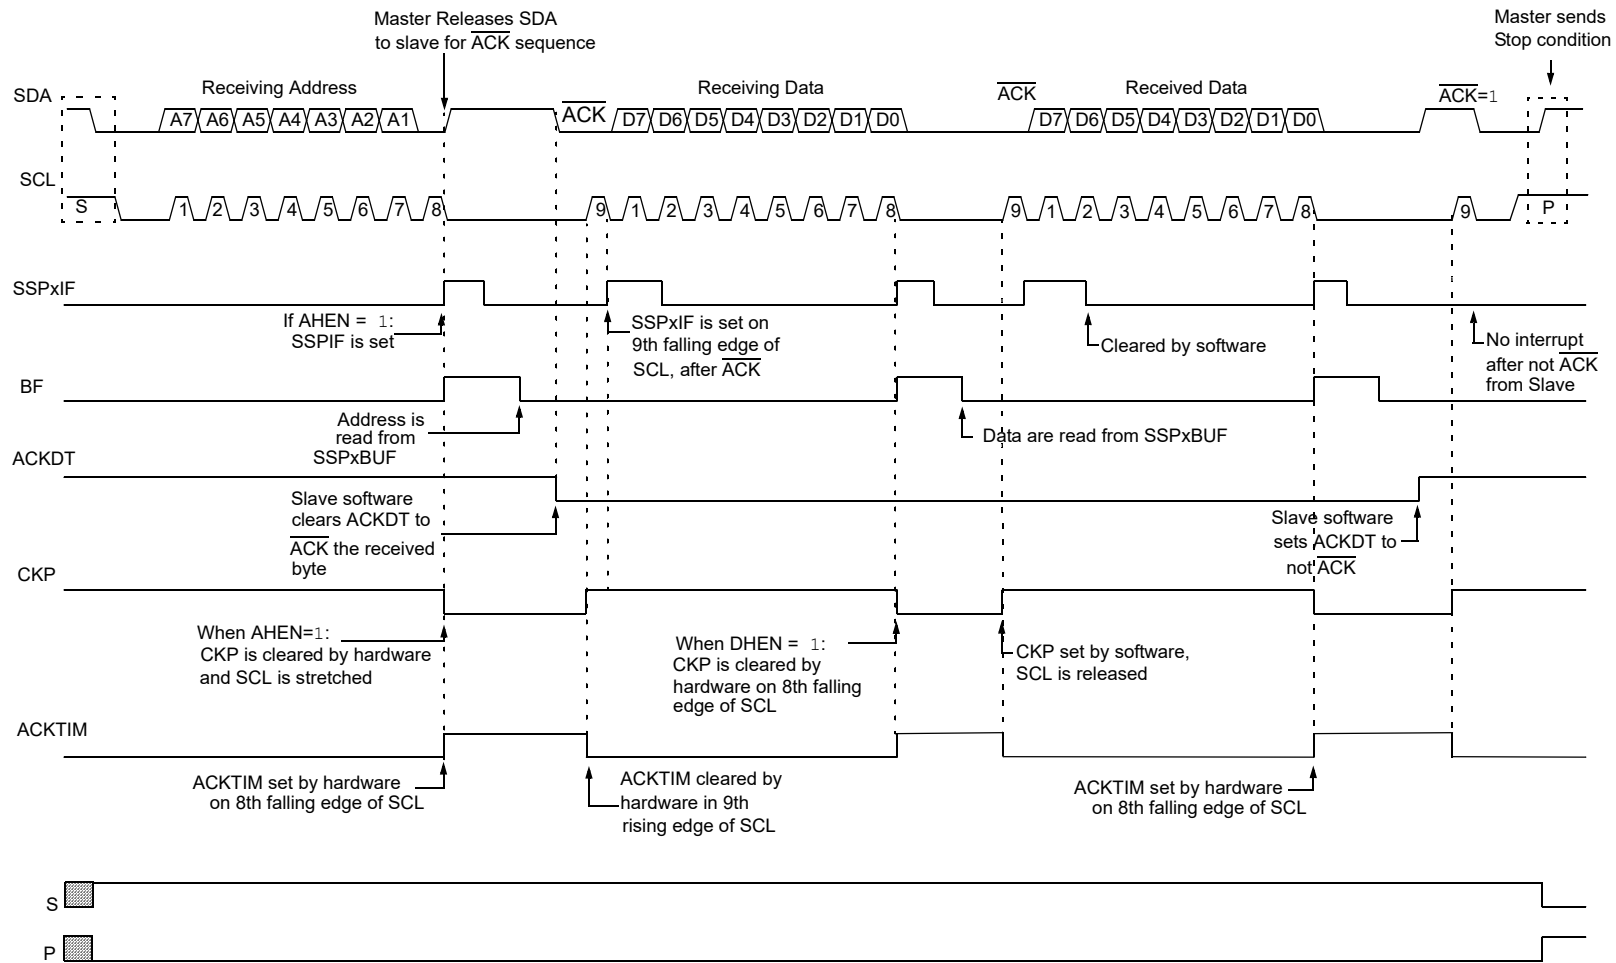 Master Releases SDA
to slave for ACK sequence
Master sends
Stop condition
SDA
Receiving Address
Receiving Data
ACK
Received Data
ACK=1
A7 A6 A5 A4 A3 A2 A1
ACK
D7 D6 D5 D4 D3 D2 D1 D0
D7 D6 D5 D4 D3 D2 D1 D0
SCL
S
1 2 3 4 5 6 7 8
9 1 2 3 4 5 6 7 8
9 1 2 3 4 5 6 7 8
9
P
SSPxIF
If AHEN = 1:
SSPIF is set
SSPxIF is set on
9th falling edge of
SCL, after ACK
Cleared by software
No interrupt
after not ACK
from Slave
BF
Address is
read from
SSPxBUF
Data are read from SSPxBUF
ACKDT
Slave software
clears ACKDT to
ACK the received
byte
Slave software
sets ACKDT to
not ACK
CKP
When AHEN=1:
CKP is cleared by hardware
and SCL is stretched
When DHEN = 1:
CKP is cleared by
hardware on 8th falling
edge of SCL
CKP set by software,
SCL is released
ACKTIM
ACKTIM set by hardware
on 8th falling edge of SCL
ACKTIM cleared by
hardware in 9th
rising edge of SCL
ACKTIM set by hardware
on 8th falling edge of SCL
S
P